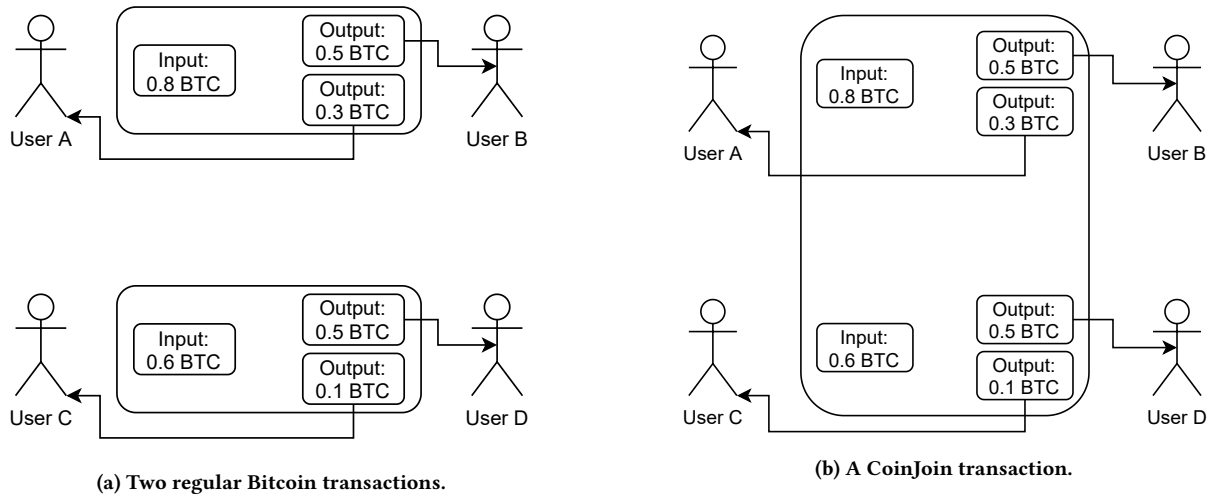 Input:
0.8 BTC
Output:
0.5 BTC
Output:
0.3 BTC
User A
User B
Input:
0.6 BTC
Output:
0.5 BTC
Output:
0.1 BTC
User C
User D
(a) Two regular Bitcoin transactions.
Input:
0.8 BTC
Output:
0.5 BTC
Output:
0.3 BTC
User A
User B
Input:
0.6 BTC
Output:
0.5 BTC
Output:
0.1 BTC
User C
User D
(b) A CoinJoin transaction.